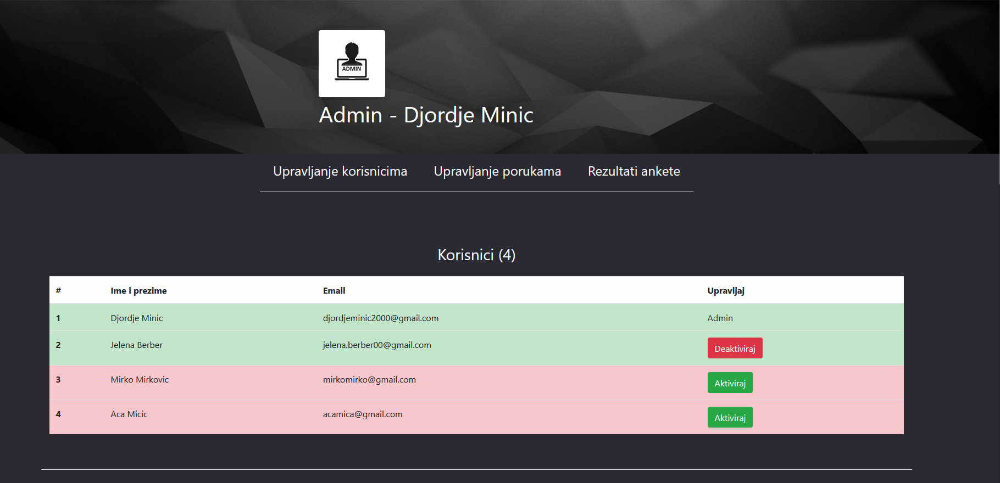 ADMIN
Admin - Djordje Minic
Upravljanje korisnicima Upravljanje porukama Rezultati ankete
Korisnici (4)
# Ime i prezime Email Upravljaj
1 Djordje Minic djordjeminic2000@gmail.com Admin
2 Jelena Berber jelena.berber00@gmail.com Deaktiviraj
3 Mirko Mirkovic mirkomirko@gmail.com Aktiviraj
4 Aca Micic acamica@gmail.com Aktiviraj